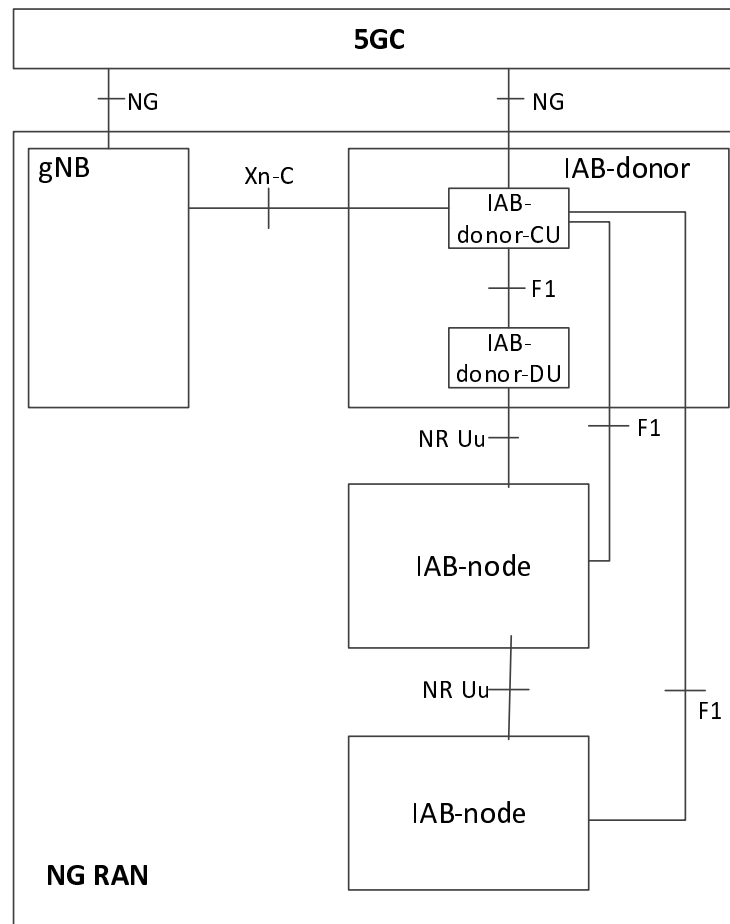 5GC
NG
NG
gNB
Xn-C
IAB-donor
IAB-
donor-CU
F1
IAB-
donor-DU
NR Uu
F1
IAB-node
NR Uu
F1
IAB-node
NG RAN